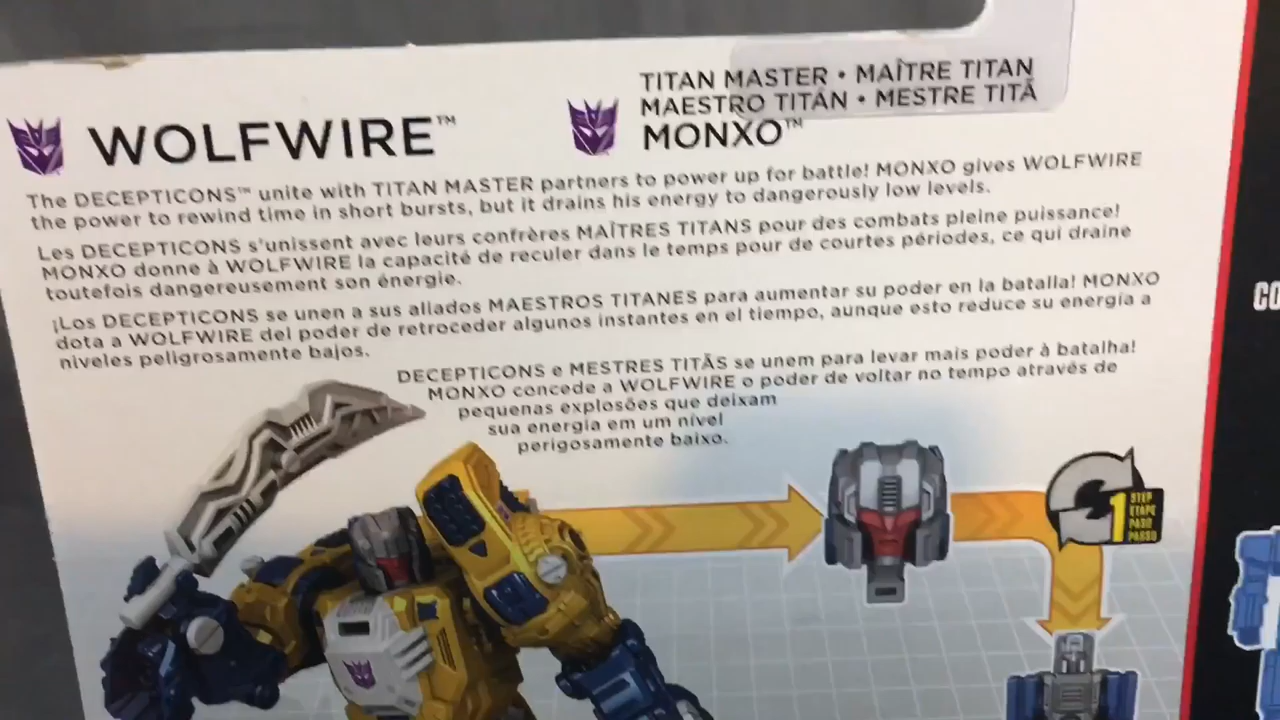 WOLFWIRE™
TITAN MASTER • MAÎTRE TITAN
MAESTRO TITÁN • MESTRE TITÃ
MONXO™
The DECEPTICONS™ unite with TITAN MASTER partners to power up for battle! MONXO gives WOLFWIRE
the power to rewind time in short bursts, but it drains his energy to dangerously low levels.
Les DECEPTICONS s'unissent avec leurs confrères MAÎTRES TITANS pour des combats pleine puissance!
MONXO donne à WOLFWIRE la capacité de reculer dans le temps pour de courtes périodes, ce qui draine
toutefois dangereusement son énergie.
¡Los DECEPTICONS se unen a sus aliados MAESTROS TITANES para aumentar su poder en la batalla! MONXO
dota a WOLFWIRE del poder de retroceder algunos instantes en el tiempo, aunque esto reduce su energía a
niveles peligrosamente bajos.
DECEPTICONS e MESTRES TITÃS se unem para levar mais poder à batalha!
MONXO concede a WOLFWIRE o poder de voltar no tempo através de
pequenas explosões que deixam
sua energia em um nível
perigosamente baixo.
1
STEP
ETAPE
PASO
PASSO
CO